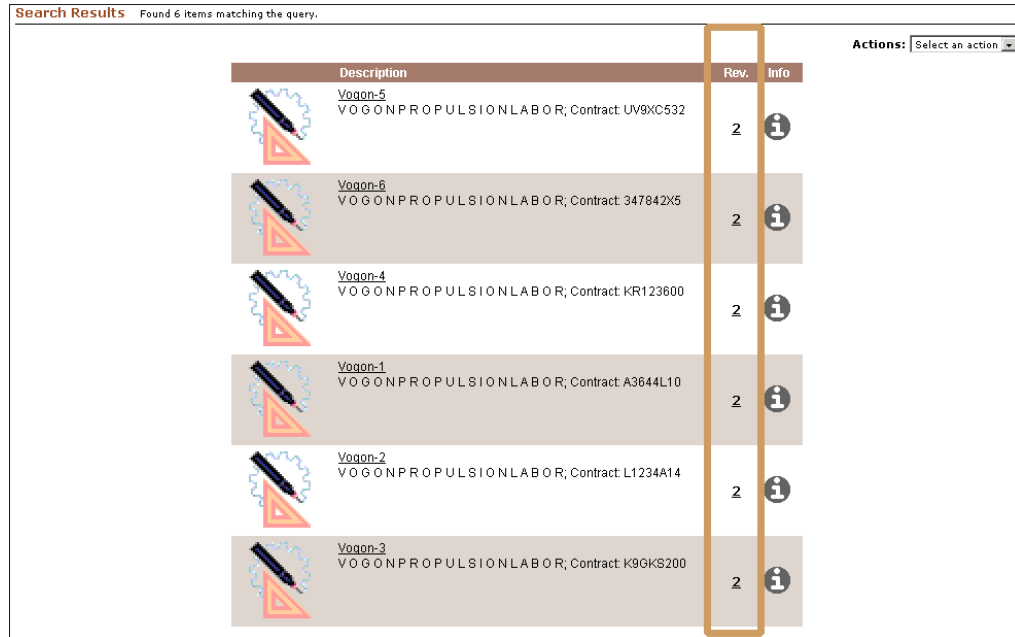 Search Results Found 6 items matching the query.
Actions: Select an action
Description Rev. Info
Vogon-5
V O G O N P R O P U L S I O N L A B O R; Contract: UV9XC532
2
Vogon-6
V O G O N P R O P U L S I O N L A B O R; Contract: 347842X5
2
Vogon-4
V O G O N P R O P U L S I O N L A B O R; Contract: KR123600
2
Vogon-1
V O G O N P R O P U L S I O N L A B O R; Contract: A3644L10
2
Vogon-2
V O G O N P R O P U L S I O N L A B O R; Contract: L1234A14
2
Vogon-3
V O G O N P R O P U L S I O N L A B O R; Contract: K9GKS200
2